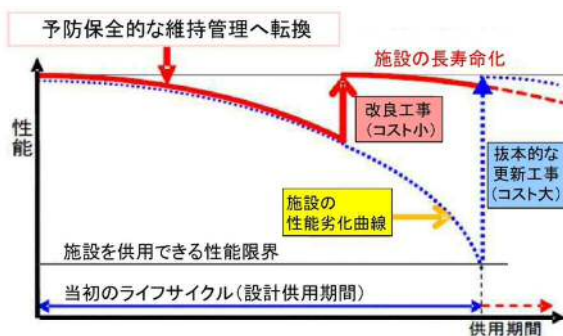 予防保全的な維持管理へ転換
施設の長寿命化
性能
改良工事
(コスト小)
抜本的な
更新工事
(コスト大)
施設の
性能劣化曲線
施設を供用できる性能限界
当初のライフサイクル(設計供用期間)
供用期間